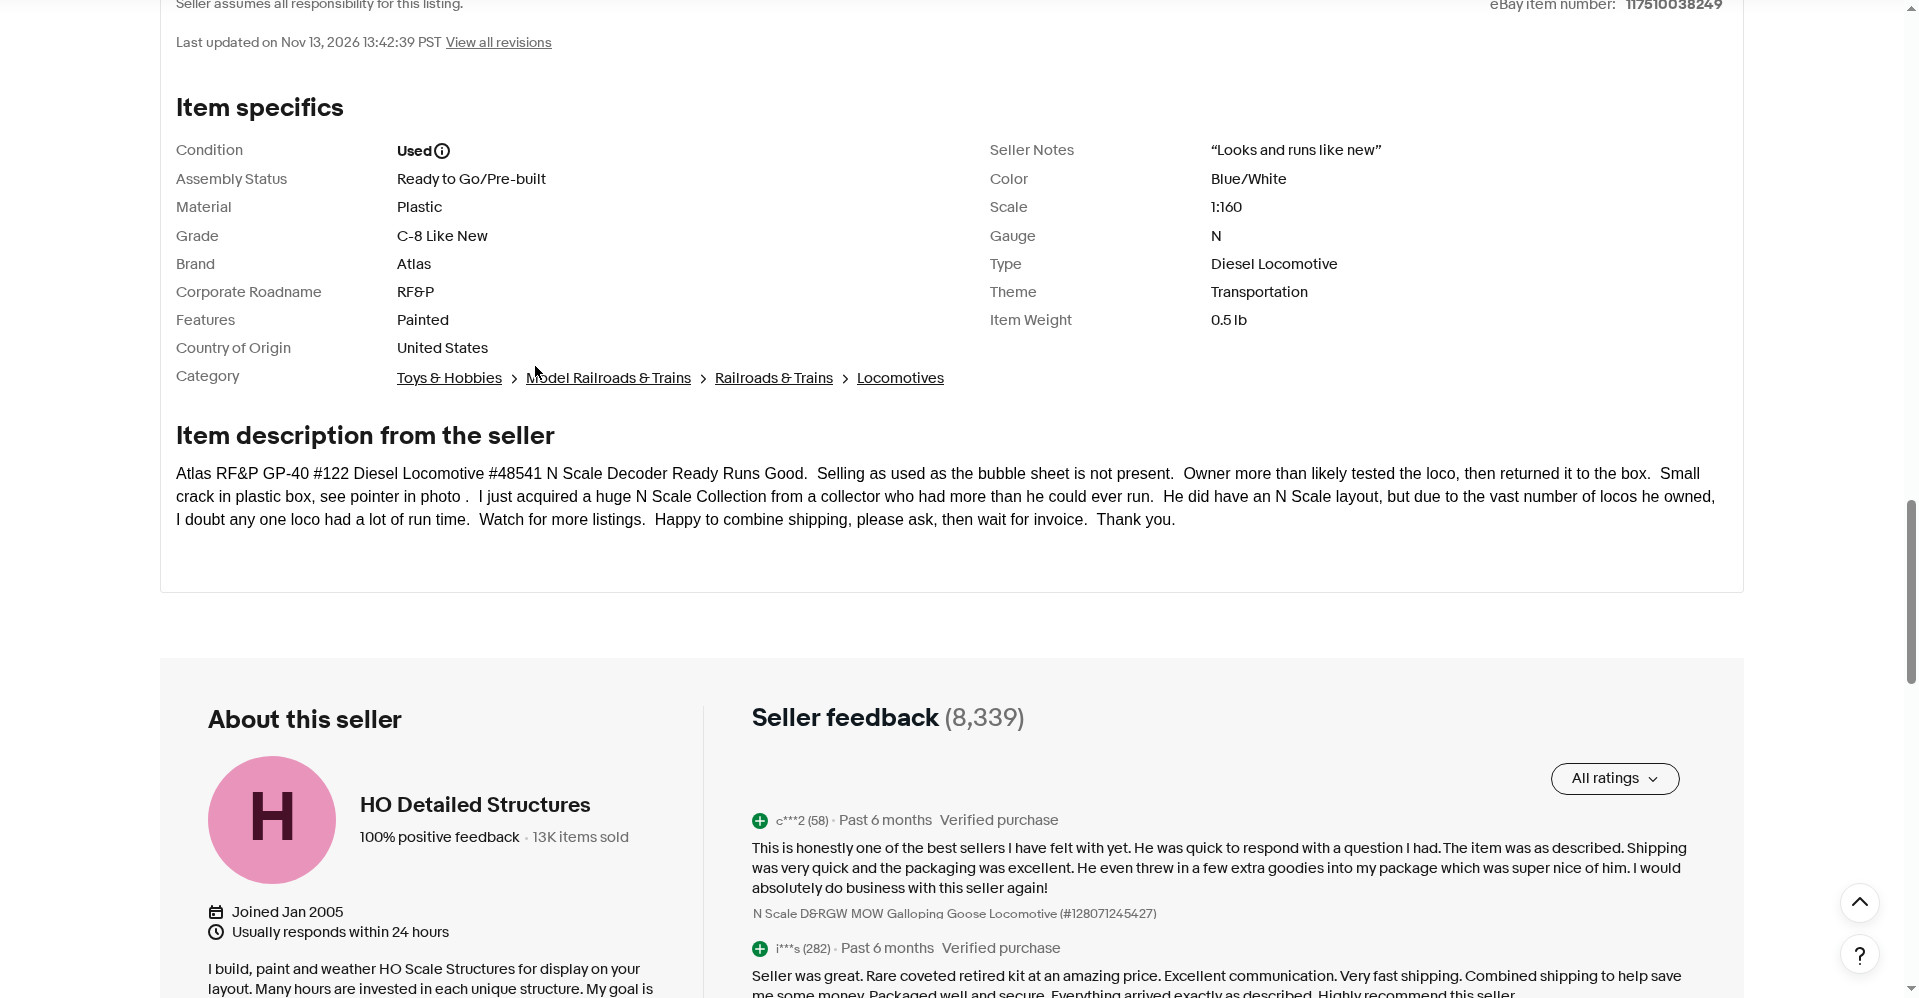 Seller assumes all responsibility for this listing.
eBay item number: 117510038249
Last updated on Nov 13, 2026 13:42:39 PST View all revisions
Item specifics
Condition Used
Seller Notes “Looks and runs like new”
Assembly Status Ready to Go/Pre-built
Color Blue/White
Material Plastic
Scale 1:160
Grade C-8 Like New
Gauge N
Brand Atlas
Type Diesel Locomotive
Corporate Roadname RF&P
Theme Transportation
Features Painted
Item Weight 0.5 lb
Country of Origin United States
Category Toys & Hobbies > Model Railroads & Trains > Railroads & Trains > Locomotives
Item description from the seller
Atlas RF&P GP-40 #122 Diesel Locomotive #48541 N Scale Decoder Ready Runs Good.  Selling as used as the bubble sheet is not present.  Owner more than likely tested the loco, then returned it to the box.  Small
crack in plastic box, see pointer in photo .  I just acquired a huge N Scale Collection from a collector who had more than he could ever run.  He did have an N Scale layout, but due to the vast number of locos he owned,
I doubt any one loco had a lot of run time.  Watch for more listings.  Happy to combine shipping, please ask, then wait for invoice.  Thank you.
About this seller
H
HO Detailed Structures
100% positive feedback • 13K items sold
Joined Jan 2005
Usually responds within 24 hours
I build, paint and weather HO Scale Structures for display on your
layout. Many hours are invested in each unique structure. My goal is
Seller feedback (8,339)
All ratings
c***2 (58) • Past 6 months Verified purchase
This is honestly one of the best sellers I have felt with yet. He was quick to respond with a question I had. The item was as described. Shipping
was very quick and the packaging was excellent. He even threw in a few extra goodies into my package which was super nice of him. I would
absolutely do business with this seller again!
N Scale D&RGW MOW Galloping Goose Locomotive (#128071245427)
i***s (282) • Past 6 months Verified purchase
Seller was great. Rare coveted retired kit at an amazing price. Excellent communication. Very fast shipping. Combined shipping to help save
me some money. Packaged well and secure. Everything arrived exactly as described. Highly recommend this seller.
?